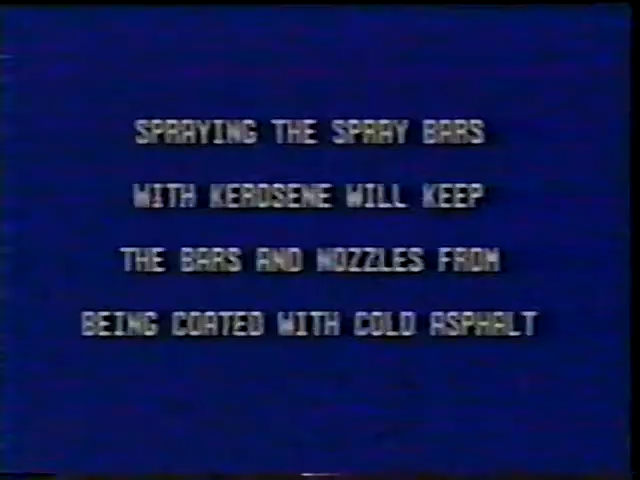 SPRAYING THE SPRAY BARS
WITH KEROSENE WILL KEEP
THE BARS AND NOZZLES FROM
BEING COATED WITH COLD ASPHALT